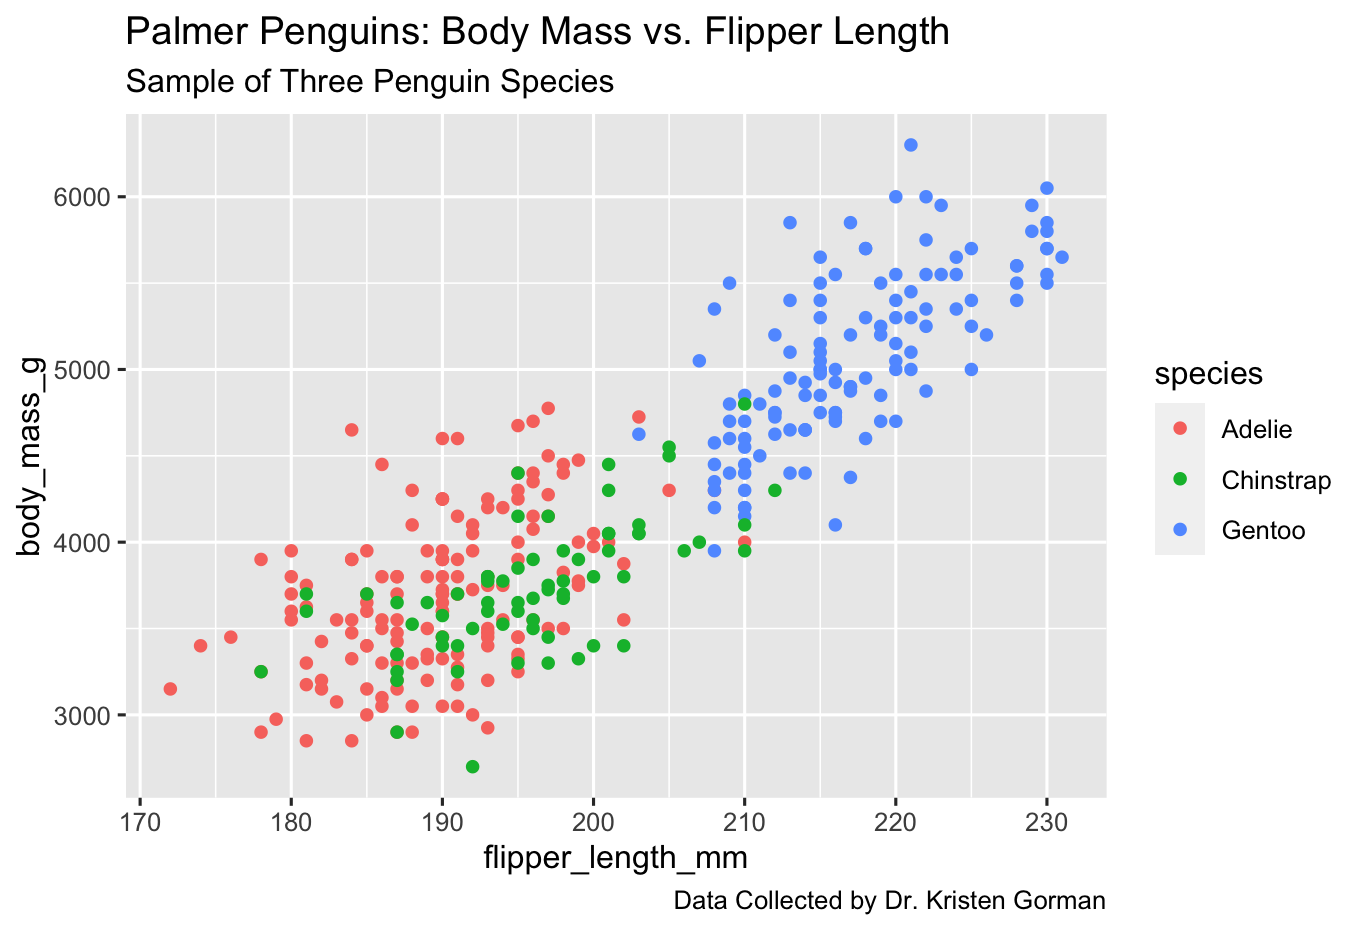 Palmer Penguins: Body Mass vs. Flipper Length
Sample of Three Penguin Species
6000
5000
4000
3000
body_mass_g
170 180 190 200 210 220 230
flipper_length_mm
species
Adelie
Chinstrap
Gentoo
Data Collected by Dr. Kristen Gorman